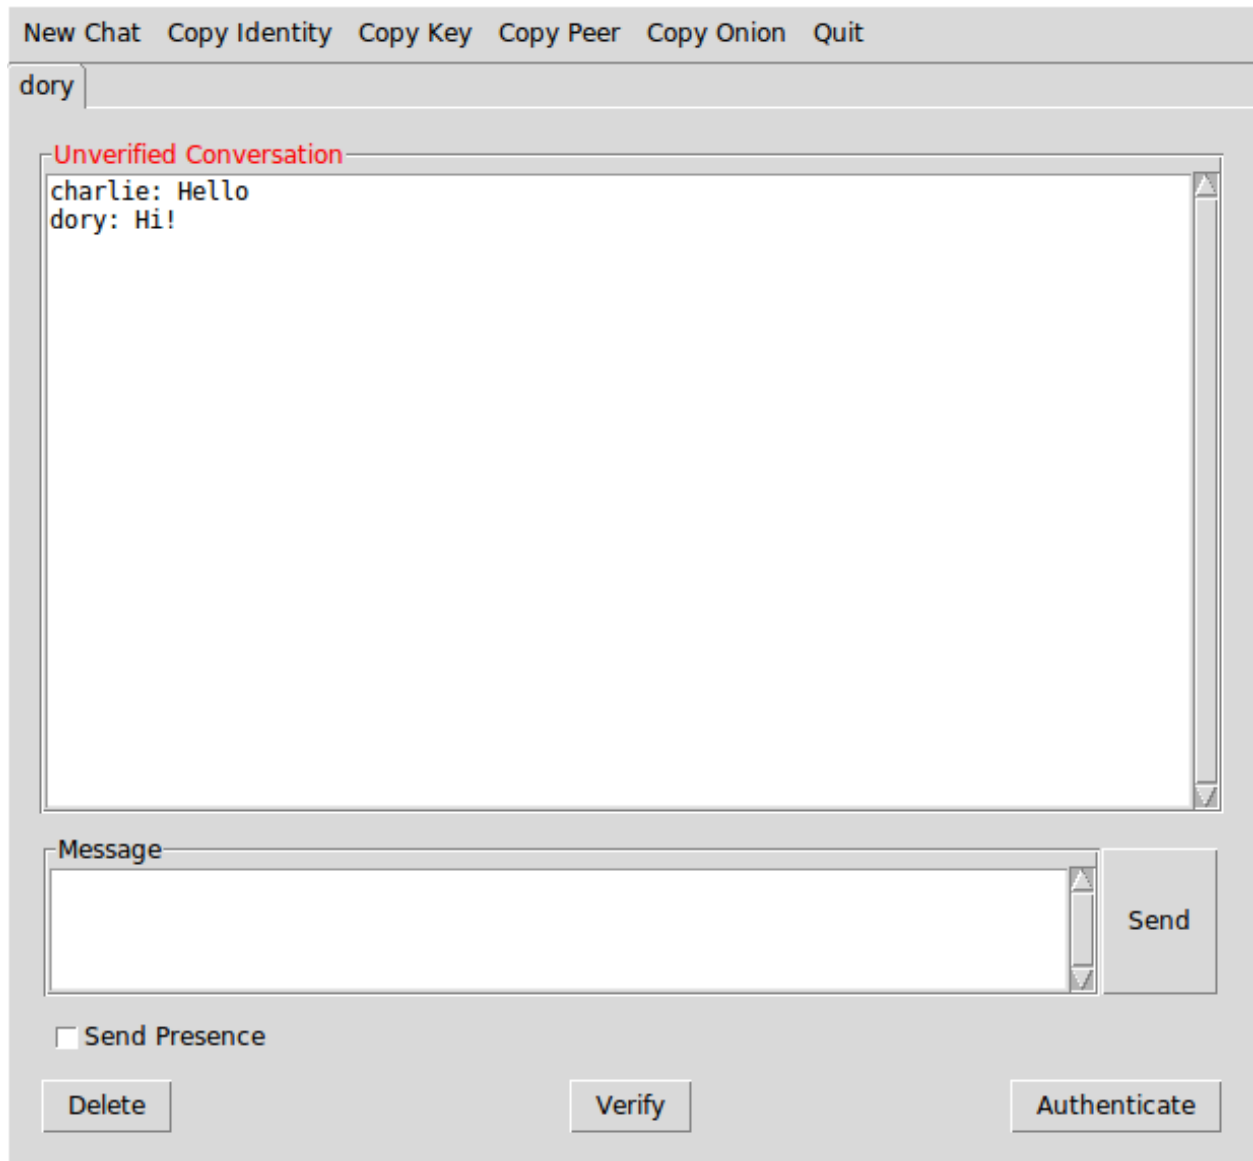 New Chat Copy Identity Copy Key Copy Peer Copy Onion Quit
dory
Unverified Conversation
charlie: Hello
dory: Hi!
Message
Send
Send Presence
Delete Verify Authenticate